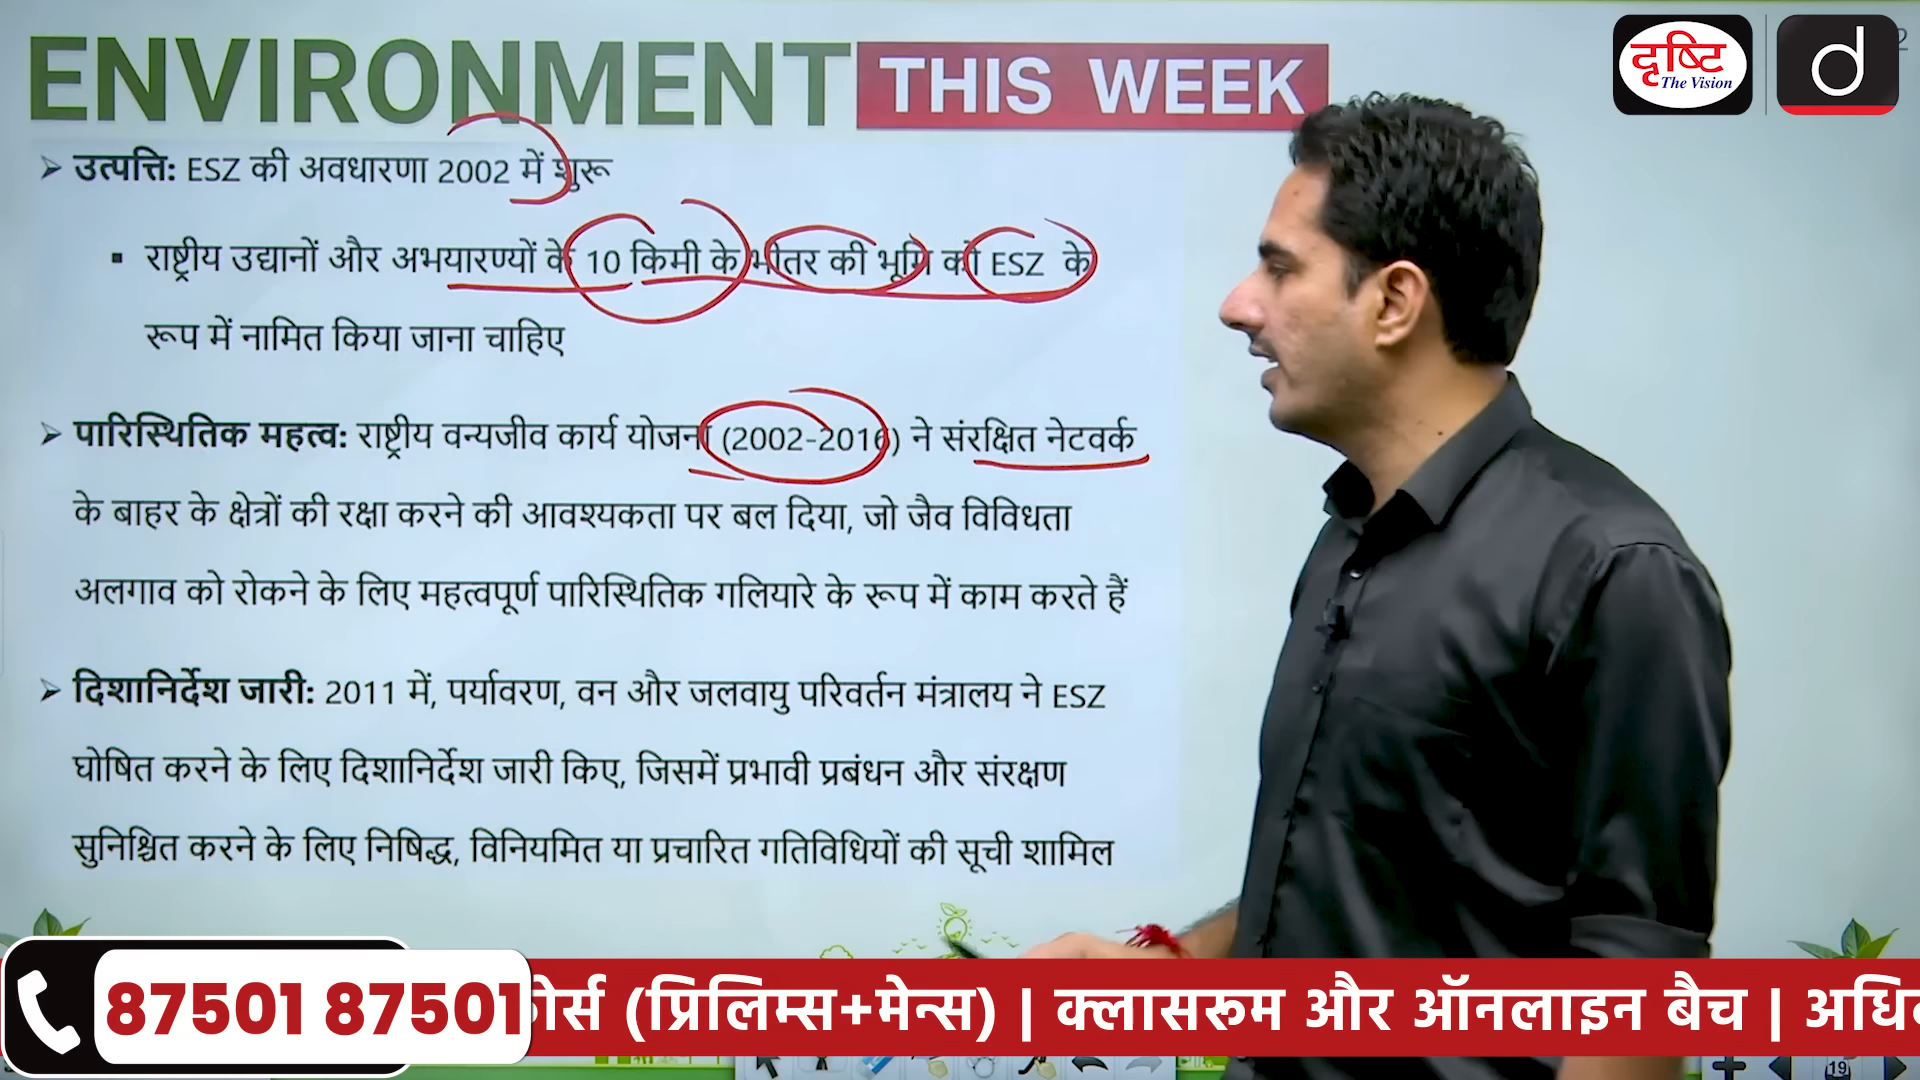 ENVIRONMENT THIS WEEK
दृष्टि
The Vision
d
2
➢ उत्पत्ति: ESZ की अवधारणा 2002 में शुरू
▪ राष्ट्रीय उद्यानों और अभयारण्यों के 10 किमी के भीतर की भूमि को ESZ के
रूप में नामित किया जाना चाहिए
➢ पारिस्थितिक महत्व: राष्ट्रीय वन्यजीव कार्य योजना (2002-2016) ने संरक्षित नेटवर्क
के बाहर के क्षेत्रों की रक्षा करने की आवश्यकता पर बल दिया, जो जैव विविधता
अलगाव को रोकने के लिए महत्वपूर्ण पारिस्थितिक गलियारे के रूप में काम करते हैं
➢ दिशानिर्देश जारी: 2011 में, पर्यावरण, वन और जलवायु परिवर्तन मंत्रालय ने ESZ
घोषित करने के लिए दिशानिर्देश जारी किए, जिसमें प्रभावी प्रबंधन और संरक्षण
सुनिश्चित करने के लिए निषिद्ध, विनियमित या प्रचारित गतिविधियों की सूची शामिल
87501 87501 (प्रिलिम्स+मेन्स) | क्लासरूम और ऑनलाइन बैच |
19